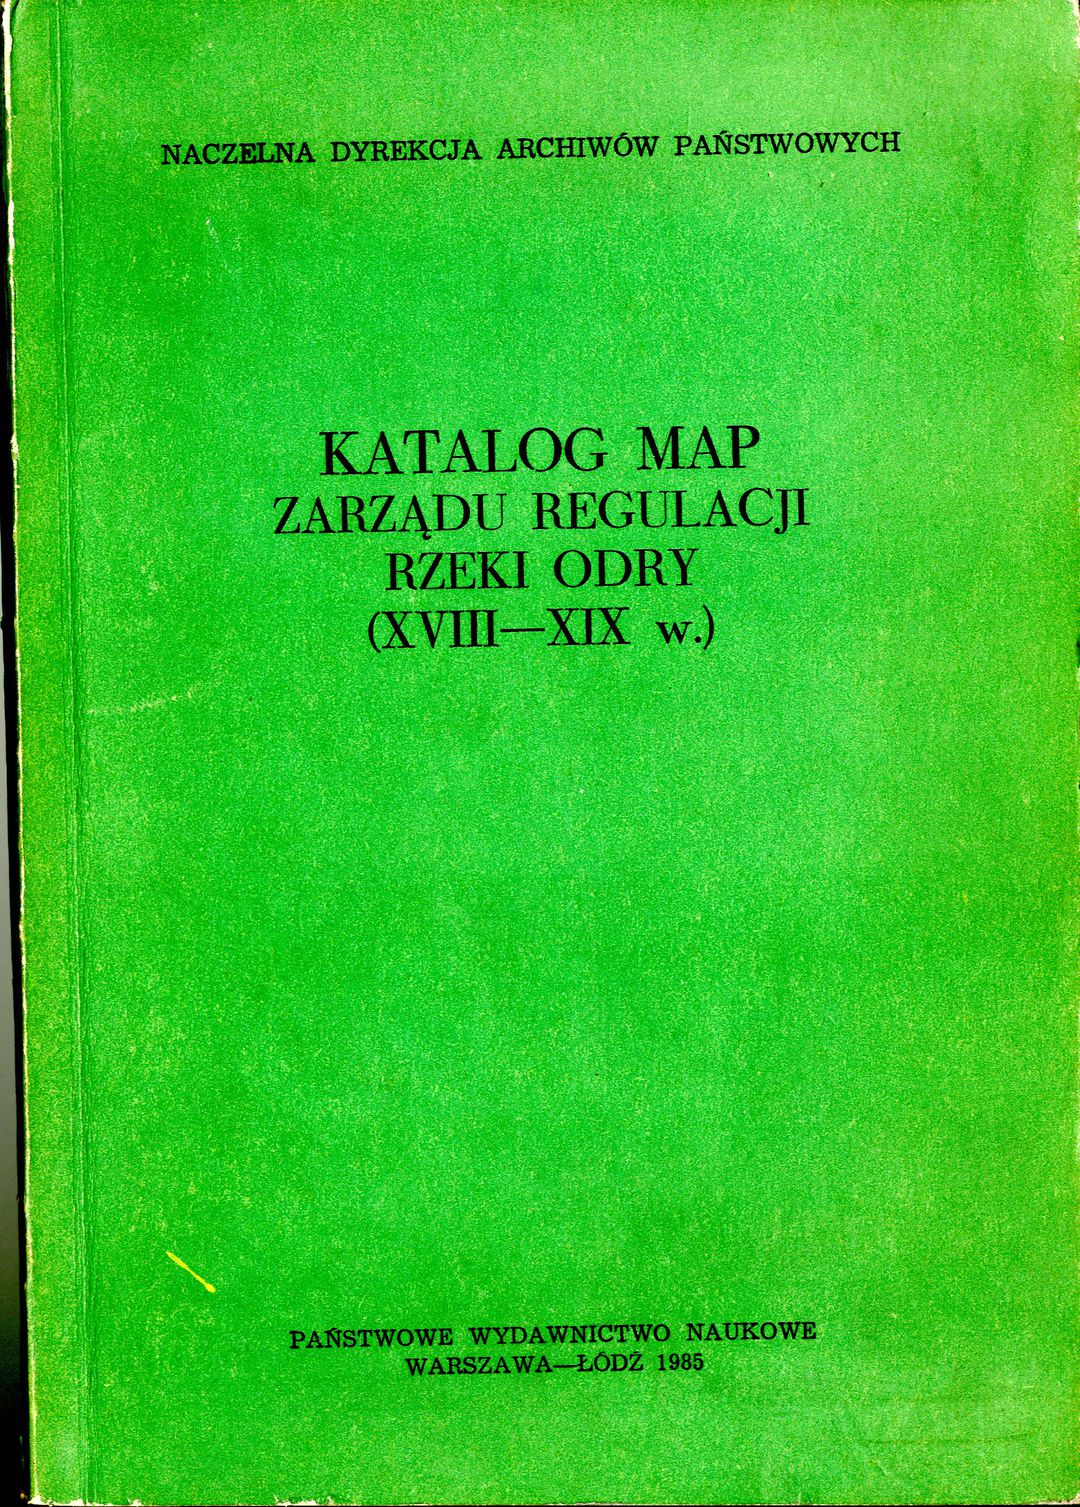 NACZELNA DYREKCJA ARCHIWÓW PAŃSTWOWYCH
KATALOG MAP
ZARZĄDU REGULACJI
RZEKI ODRY
(XVIII—XIX w.)
PAŃSTWOWE WYDAWNICTWO NAUKOWE
WARSZAWA—ŁÓDŹ 1985